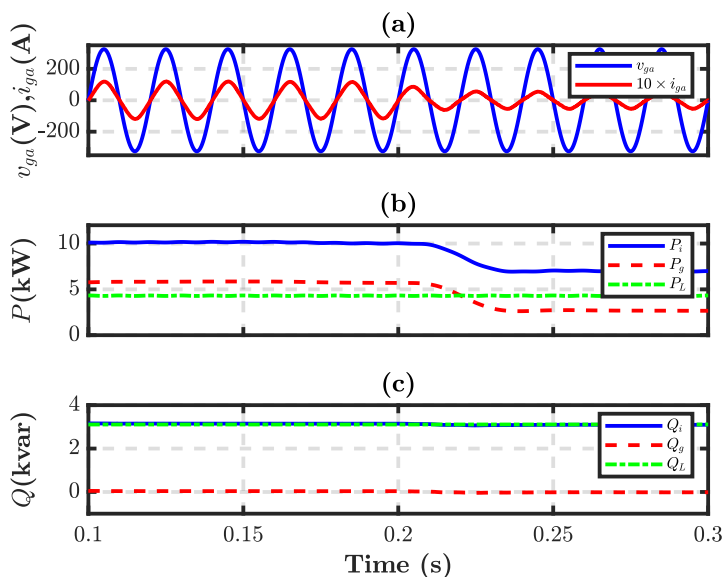 (a)
v_ga(V),i_ga(A)
200
0
-200
v_ga
10 × i_ga
(b)
P(kW)
10
5
0
P_i
P_g
P_L
(c)
Q(kvar)
4
2
0
Q_i
Q_g
Q_L
0.1 0.15 0.2 0.25 0.3
Time (s)